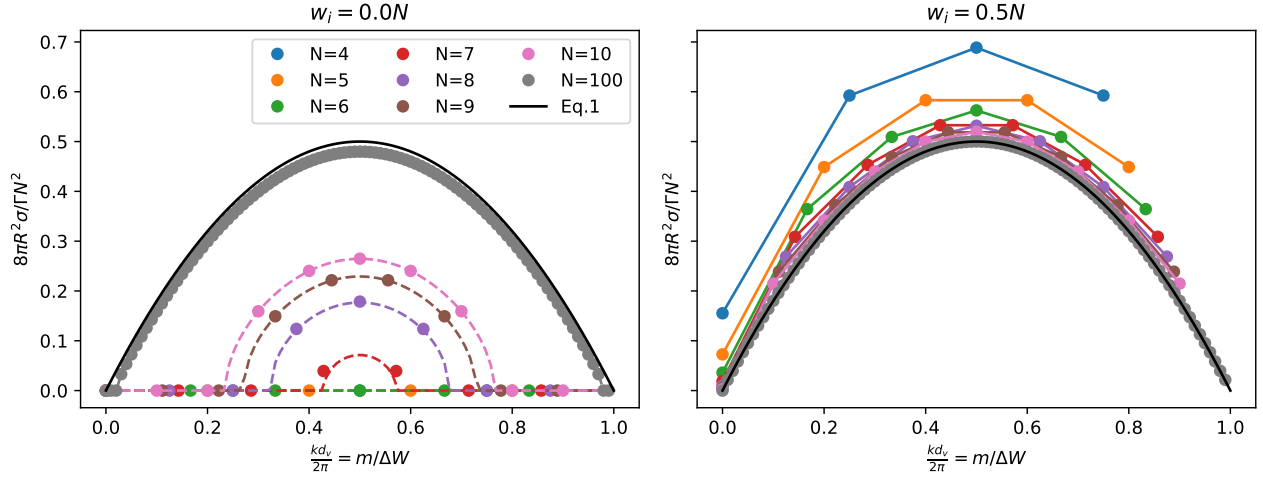 w_i = 0.0N
0.7
0.6
0.5
0.4
0.3
0.2
0.1
0.0
8πR²σ/ΓN²
N=4
N=5
N=6
N=7
N=8
N=9
N=10
N=100
Eq.1
0.0 0.2 0.4 0.6 0.8 1.0
kd_v/2π = m/ΔW
w_i = 0.5N
8πR²σ/ΓN²
0.0 0.2 0.4 0.6 0.8 1.0
kd_v/2π = m/ΔW